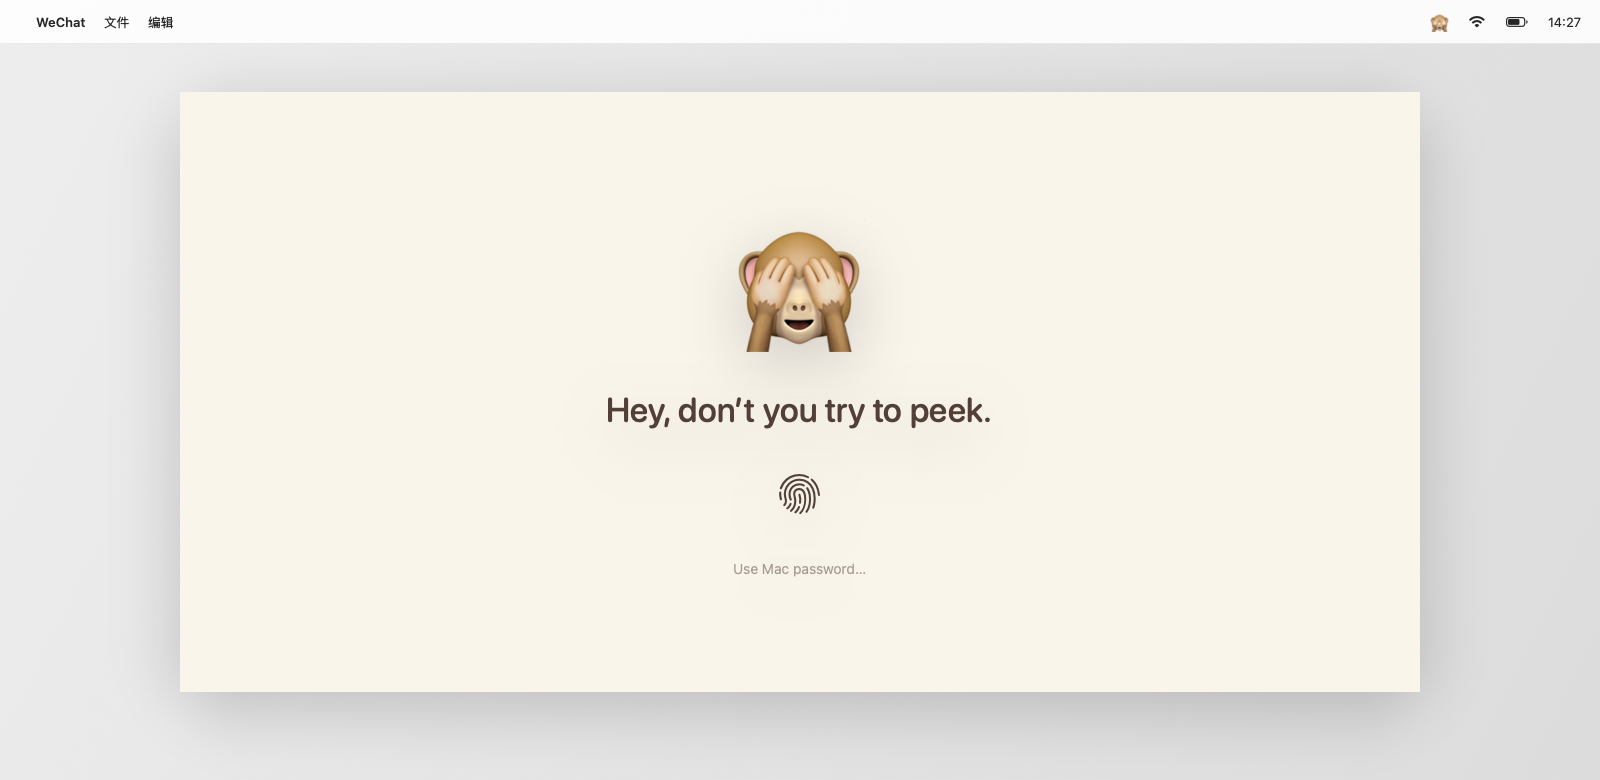 WeChat 文件 编辑 14:27
Hey, don’t you try to peek.
Use Mac password...